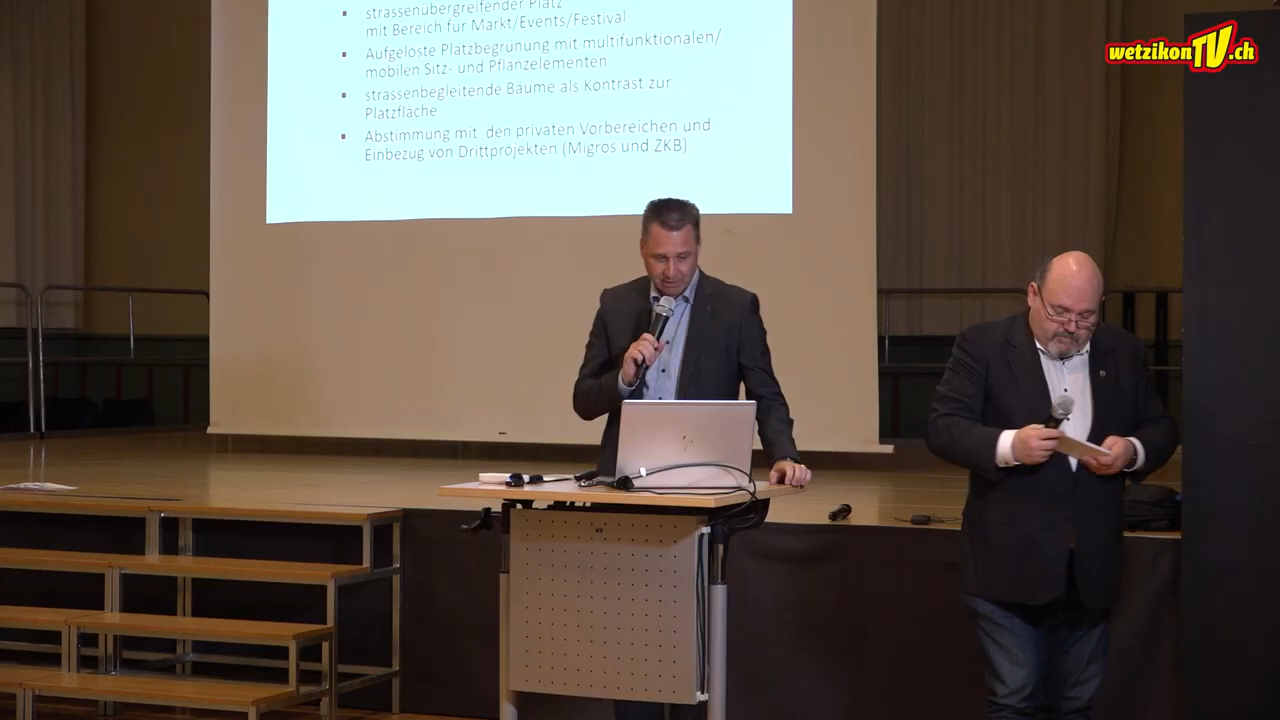 strassenübergreifender Platz
mit Bereich für Markt/Events/Festival
Aufgelöste Platzbegrünung mit multifunktionalen/
mobilen Sitz- und Pflanzelementen
strassenbegleitende Bäume als Kontrast zur
Platzfläche
Abstimmung mit den privaten Vorbereichen und
Einbezug von Drittprojekten (Migros und ZKB)
wetzikonTV.ch